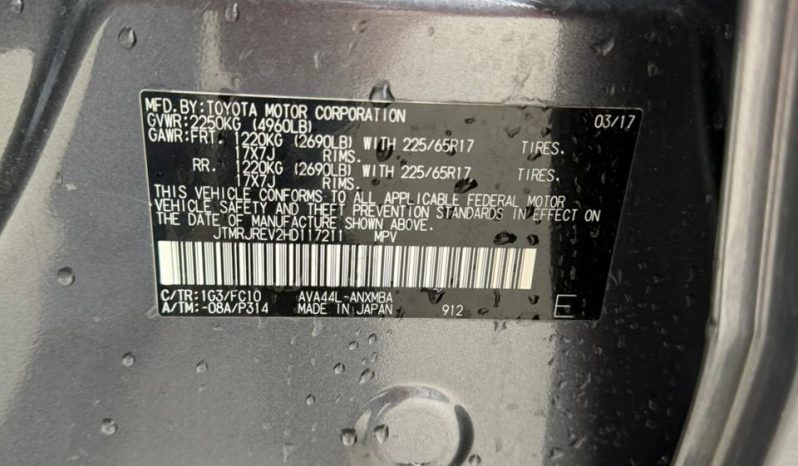 MFD.BY:TOYOTA MOTOR CORPORATION 03/17
GVWR:2250KG (4960LB)
GAWR:FRT. 1220KG (2690LB) WITH 225/65R17 TIRES.
17X7J RIMS.
RR. 1220KG (2690LB) WITH 225/65R17 TIRES.
17X7J RIMS.
THIS VEHICLE CONFORMS TO ALL APPLICABLE FEDERAL MOTOR
VEHICLE SAFETY AND THEFT PREVENTION STANDARDS IN EFFECT ON
THE DATE OF MANUFACTURE SHOWN ABOVE.
JTMRJREV2HD117211 MPV
C/TR:1G3/FC10 AVA44L-ANXMBA
A/TM:-08A/P314 MADE IN JAPAN 912 E